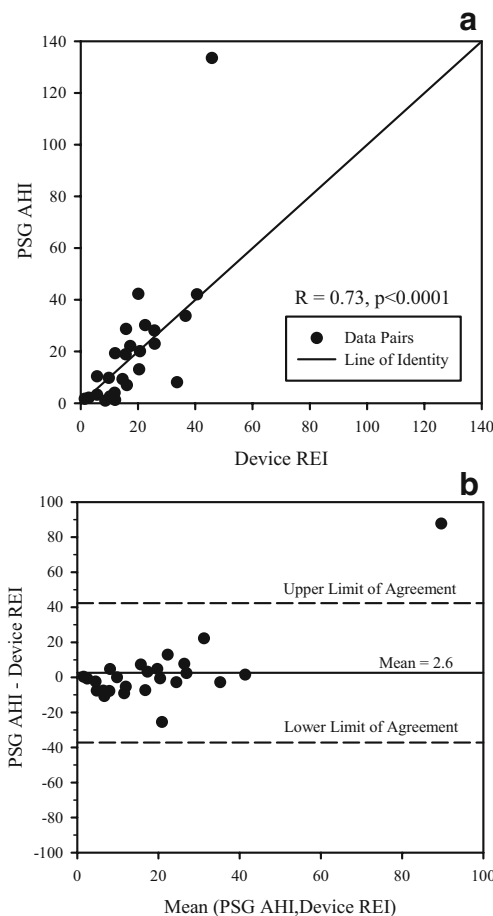 a
140
120
100
80
60
40
20
0
PSG AHI
R = 0.73, p<0.0001
Data Pairs
Line of Identity
0 20 40 60 80 100 120 140
Device REI
b
100
80
60
40
20
0
-20
-40
-60
-80
-100
PSG AHI - Device REI
Upper Limit of Agreement
Mean = 2.6
Lower Limit of Agreement
0 20 40 60 80 100
Mean (PSG AHI,Device REI)